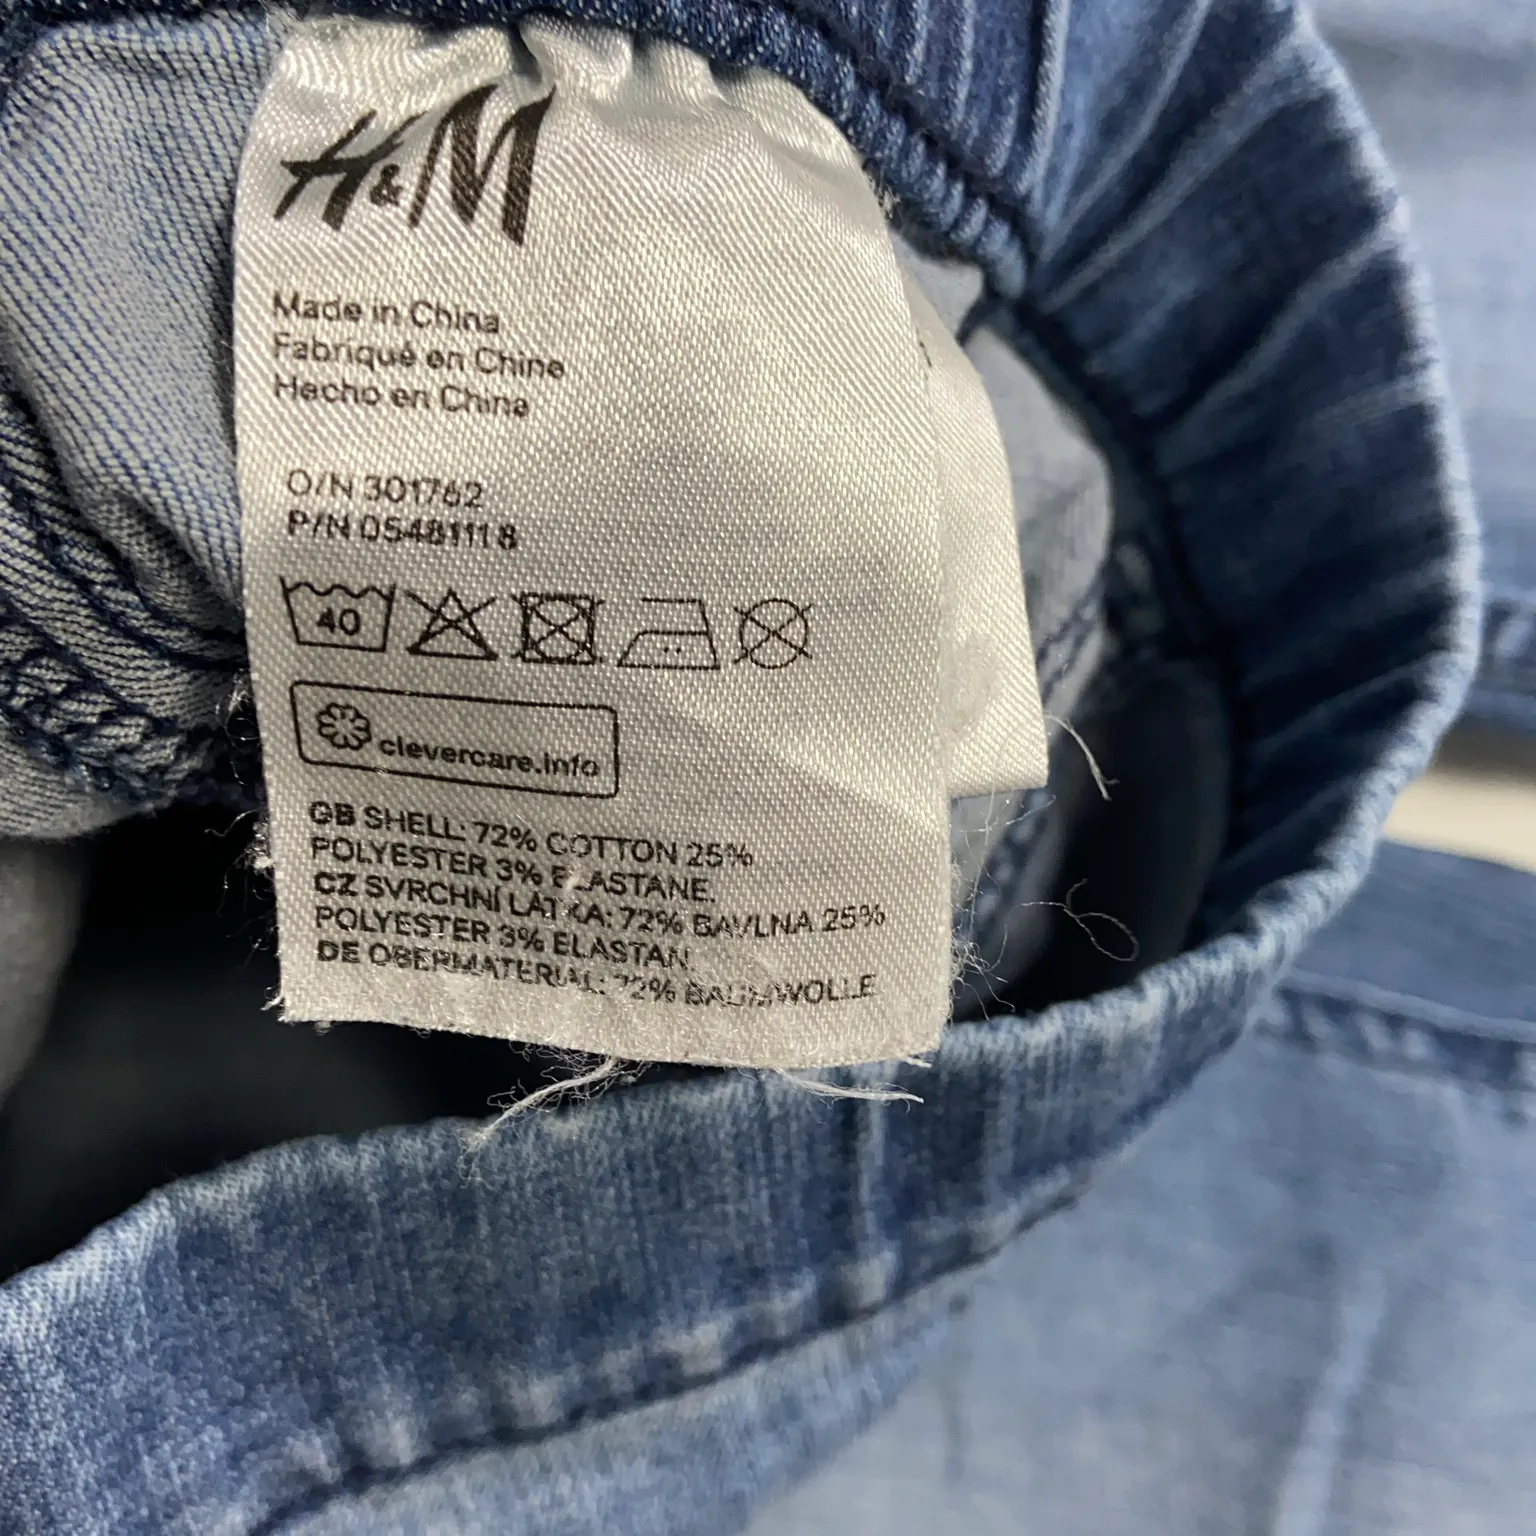 H&M
Made in China
Fabriqué en Chine
Hecho en China
O/N 301762
P/N 05481118
40
clevercare.info
GB SHELL: 72% COTTON 25%
POLYESTER 3% ELASTANE.
CZ SVRCHNÍ LÁTKA: 72% BAVLNA 25%
POLYESTER 3% ELASTAN.
DE OBERMATERIAL: 72% BAUMWOLLE